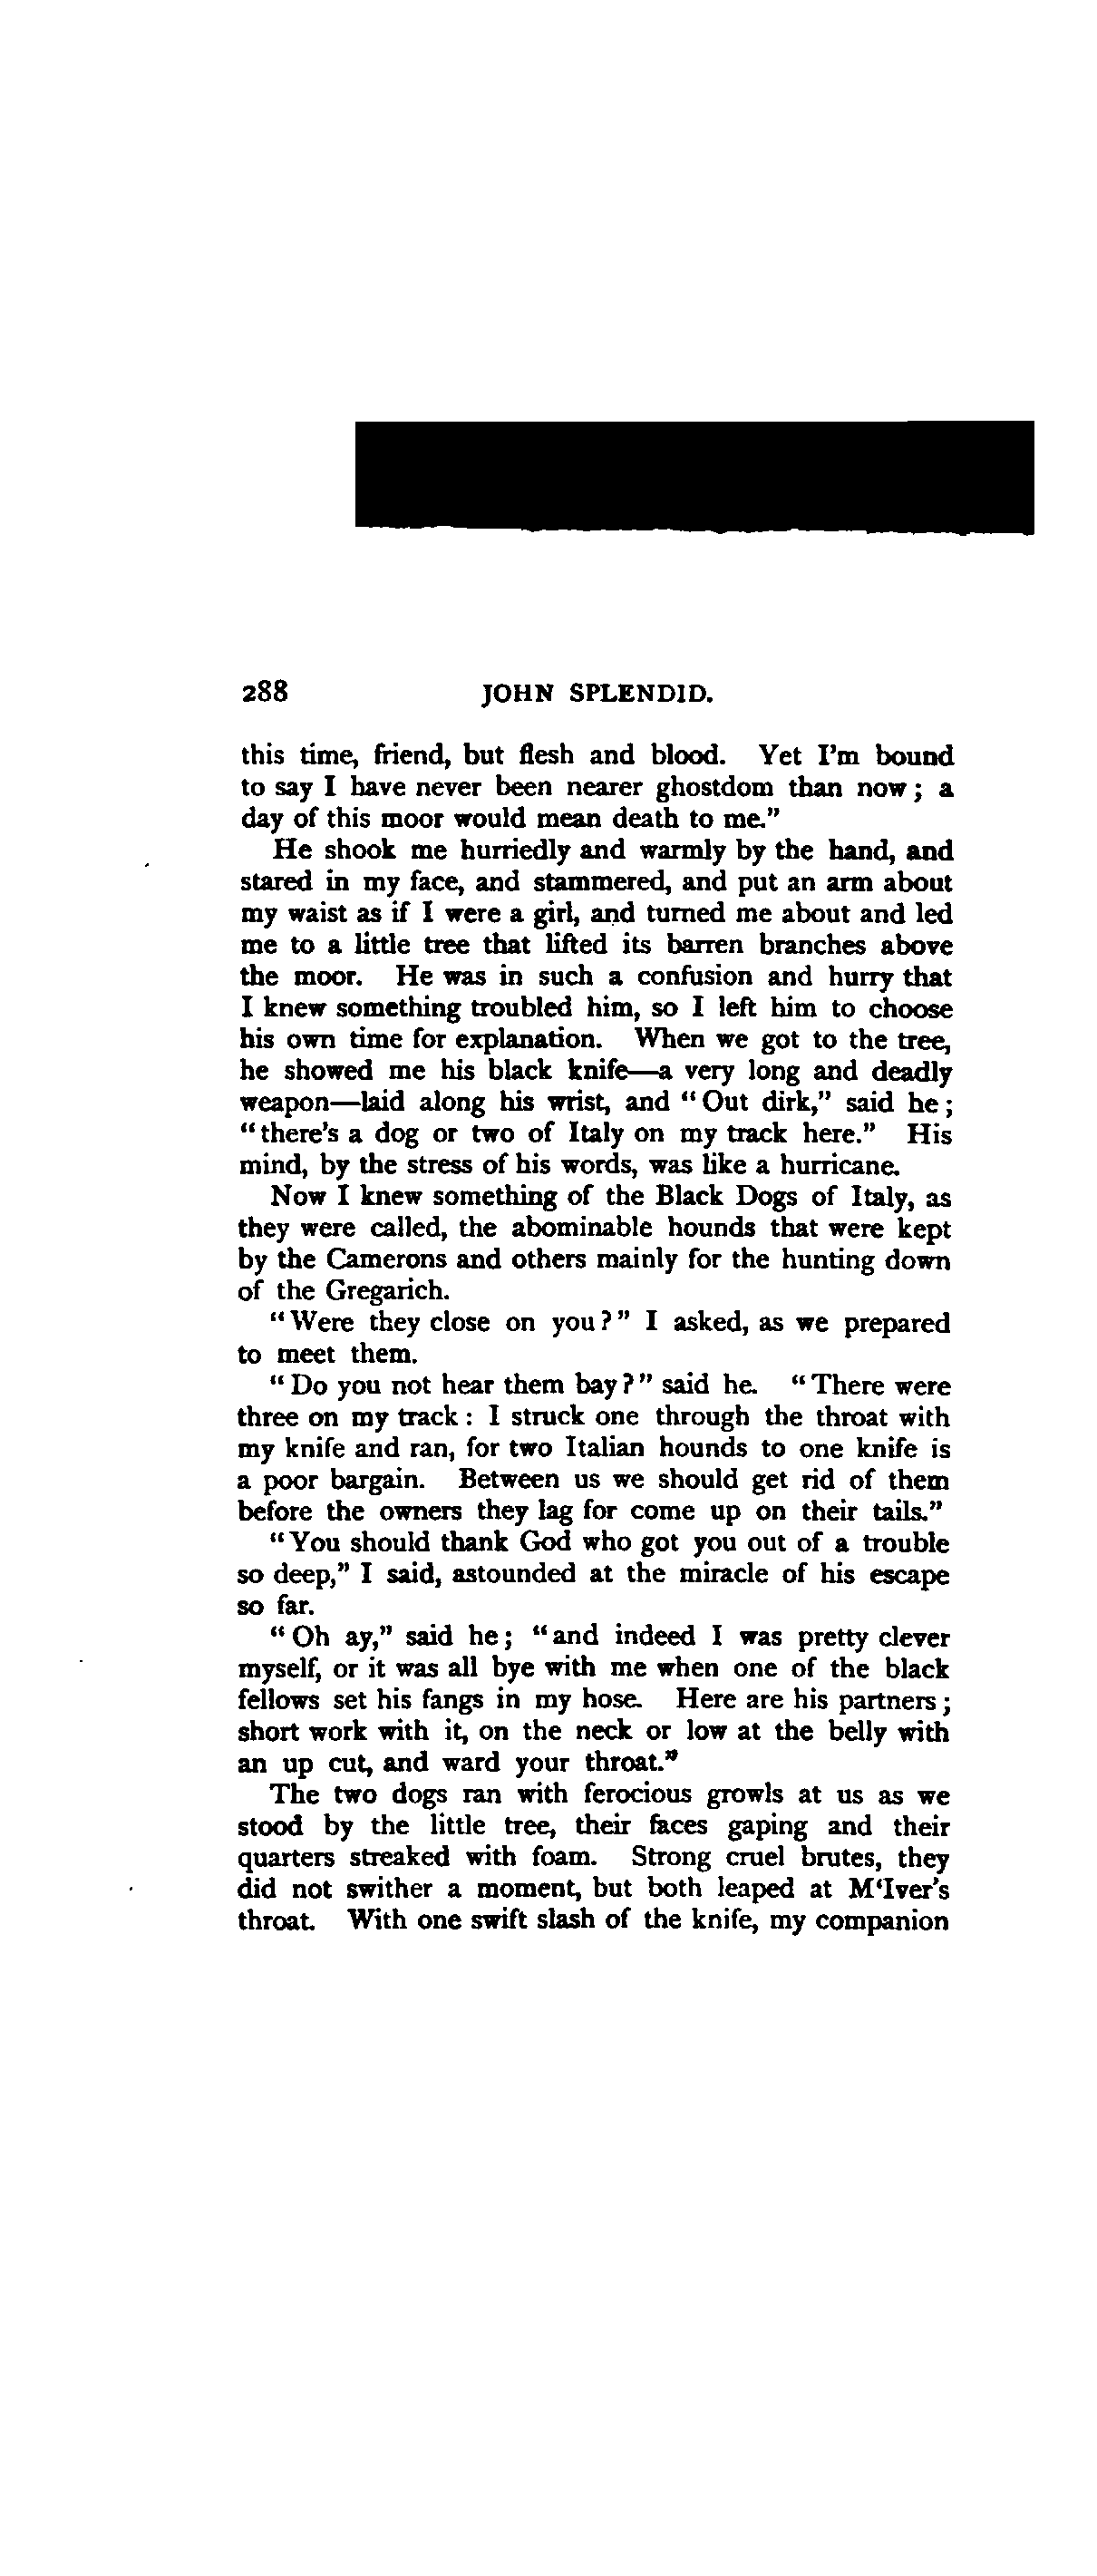 288 JOHN SPLENDID.
this time, friend, but flesh and blood. Yet I'm bound
to say I have never been nearer ghostdom than now; a
day of this moor would mean death to me."
He shook me hurriedly and warmly by the hand, and
stared in my face, and stammered, and put an arm about
my waist as if I were a girl, and turned me about and led
me to a little tree that lifted its barren branches above
the moor. He was in such a confusion and hurry that
I knew something troubled him, so I left him to choose
his own time for explanation. When we got to the tree,
he showed me his black knife—a very long and deadly
weapon—laid along his wrist, and "Out dirk," said he;
"there's a dog or two of Italy on my track here." His
mind, by the stress of his words, was like a hurricane.
Now I knew something of the Black Dogs of Italy, as
they were called, the abominable hounds that were kept
by the Camerons and others mainly for the hunting down
of the Gregarich.
"Were they close on you?" I asked, as we prepared
to meet them.
"Do you not hear them bay?" said he. "There were
three on my track: I struck one through the throat with
my knife and ran, for two Italian hounds to one knife is
a poor bargain. Between us we should get rid of them
before the owners they lag for come up on their tails."
"You should thank God who got you out of a trouble
so deep," I said, astounded at the miracle of his escape
so far.
"Oh ay," said he; "and indeed I was pretty clever
myself, or it was all bye with me when one of the black
fellows set his fangs in my hose. Here are his partners;
short work with it, on the neck or low at the belly with
an up cut, and ward your throat."
The two dogs ran with ferocious growls at us as we
stood by the little tree, their faces gaping and their
quarters streaked with foam. Strong cruel brutes, they
did not swither a moment, but both leaped at M'Iver's
throat. With one swift slash of the knife, my companion